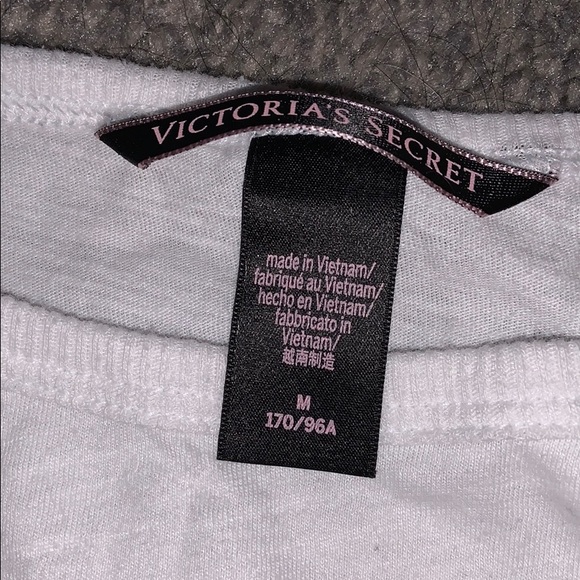 VICTORIA'S SECRET
made in Vietnam/
fabriqué au Vietnam/
hecho en Vietnam/
fabbricato in
Vietnam/
越南制造
M
170/96A